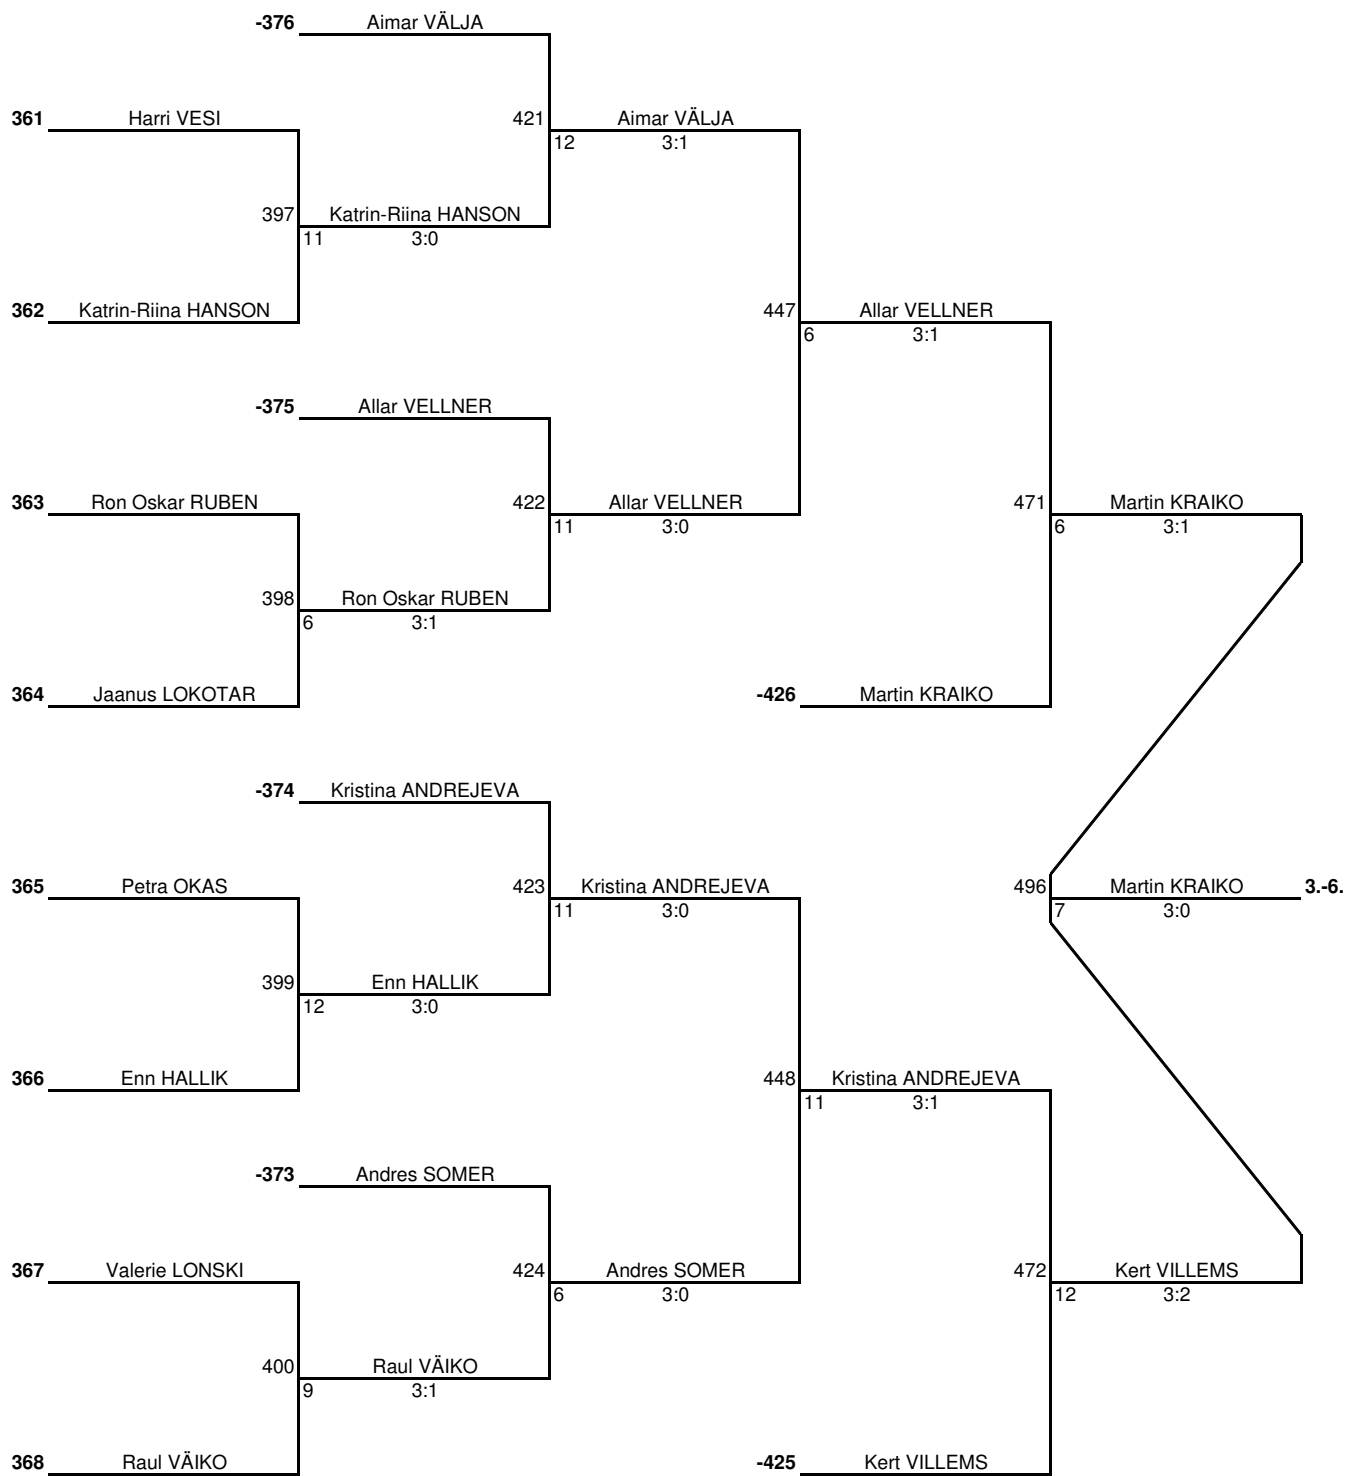 -376 Aimar VÄLJA
361 Harri VESI 421 Aimar VÄLJA
12 3:1
397 Katrin-Riina HANSON
11 3:0
362 Katrin-Riina HANSON 447 Allar VELLNER
6 3:1
-375 Allar VELLNER
363 Ron Oskar RUBEN 422 Allar VELLNER 471 Martin KRAIKO
11 3:0 6 3:1
398 Ron Oskar RUBEN
6 3:1
364 Jaanus LOKOTAR -426 Martin KRAIKO
-374 Kristina ANDREJEVA
365 Petra OKAS 423 Kristina ANDREJEVA 496 Martin KRAIKO 3.-6.
11 3:0 7 3:0
399 Enn HALLIK
12 3:0
366 Enn HALLIK 448 Kristina ANDREJEVA
11 3:1
-373 Andres SOMER
367 Valerie LONSKI 424 Andres SOMER 472 Kert VILLEMS
6 3:0 12 3:2
400 Raul VÄIKO
9 3:1
368 Raul VÄIKO -425 Kert VILLEMS